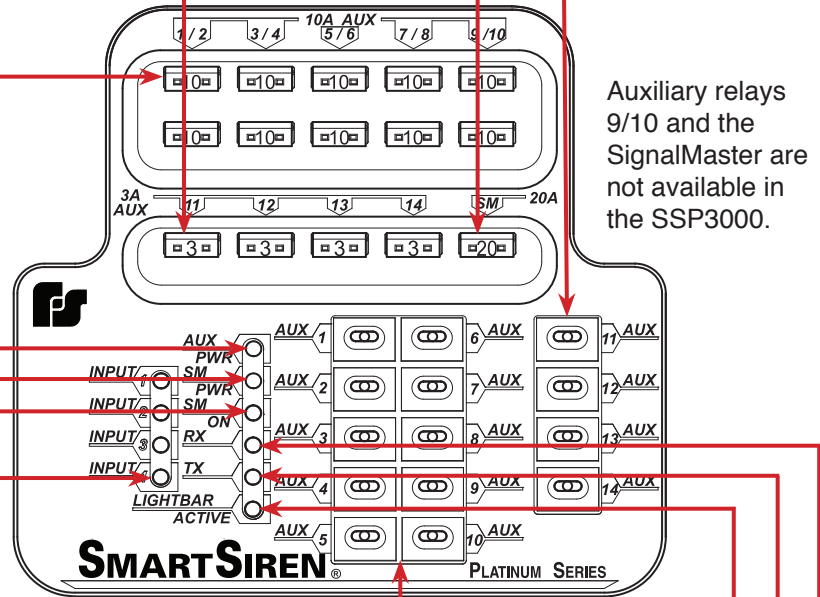 10A AUX
1/2 3/4 5/6 7/8 9/10
10 10 10 10 10
10 10 10 10 10
Auxiliary relays
9/10 and the
SignalMaster are
not available in
the SSP3000.
3A
AUX
11 12 13 14 SM 20A
3 3 3 3 20
AUX
PWR
SM
PWR
SM
ON
RX
TX
LIGHTBAR
ACTIVE
INPUT 1
INPUT 2
INPUT 3
INPUT 4
AUX 1
AUX 2
AUX 3
AUX 4
AUX 5
6 AUX
7 AUX
8 AUX
9 AUX
10 AUX
11 AUX
12 AUX
13 AUX
14 AUX
SMARTSIREN®
PLATINUM SERIES